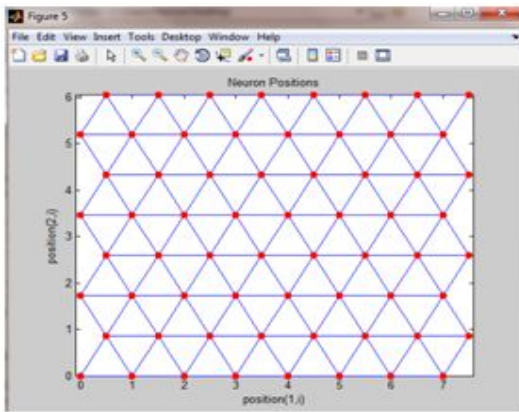 Figure 5
File Edit View Insert Tools Desktop Window Help
Neuron Positions
6
5
4
3
2
1
0
position(2,i)
0 1 2 3 4 5 6 7
position(1,i)